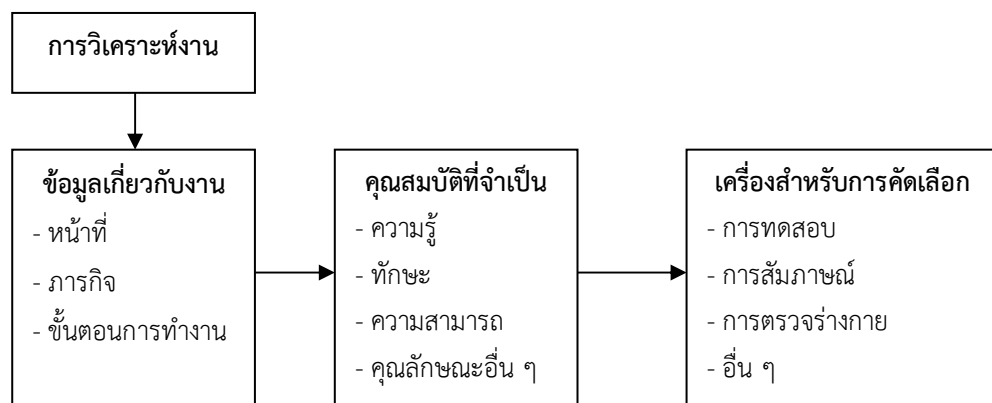 การวิเคราะห์งาน
ข้อมูลเกี่ยวกับงาน
- หน้าที่
- ภารกิจ
- ขั้นตอนการทำงาน
คุณสมบัติที่จำเป็น
- ความรู้
- ทักษะ
- ความสามารถ
- คุณลักษณะอื่น ๆ
เครื่องสำหรับการคัดเลือก
- การทดสอบ
- การสัมภาษณ์
- การตรวจร่างกาย
- อื่น ๆ